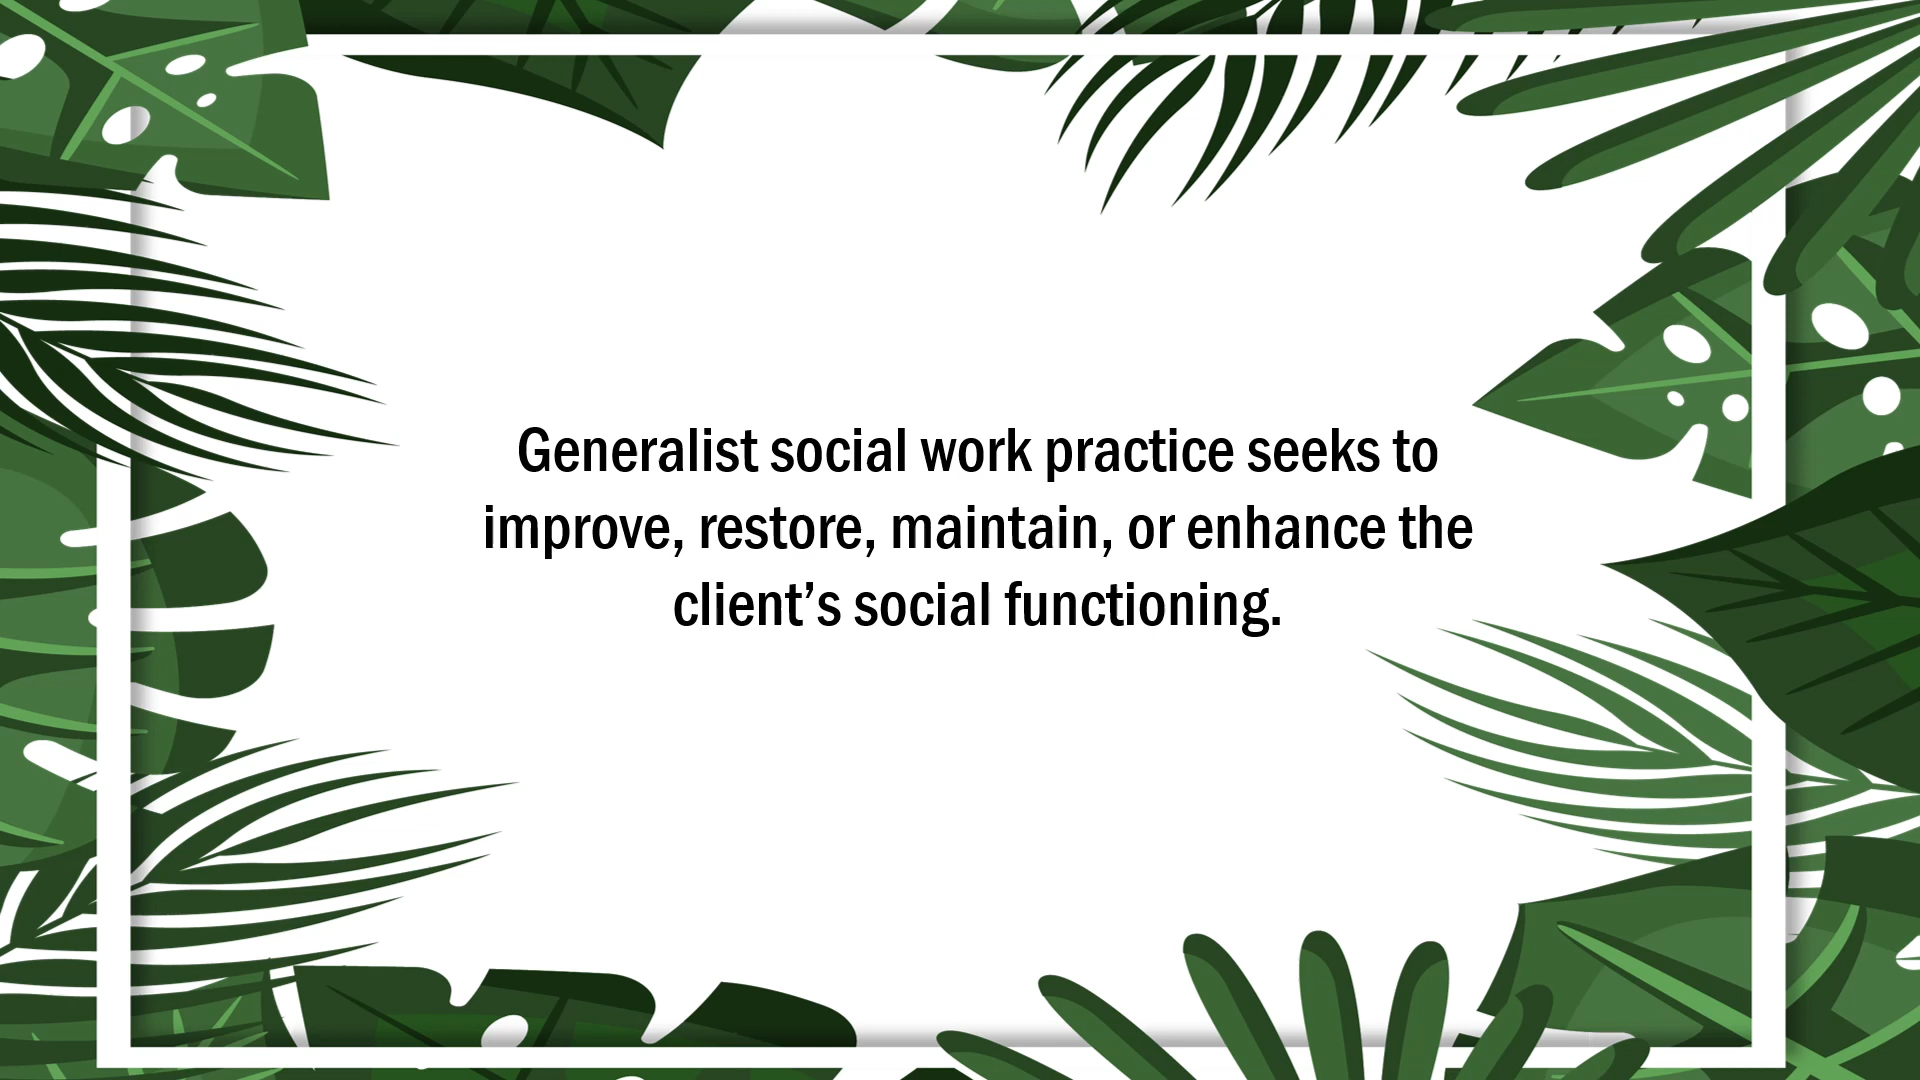 Generalist social work practice seeks to
improve, restore, maintain, or enhance the
client’s social functioning.